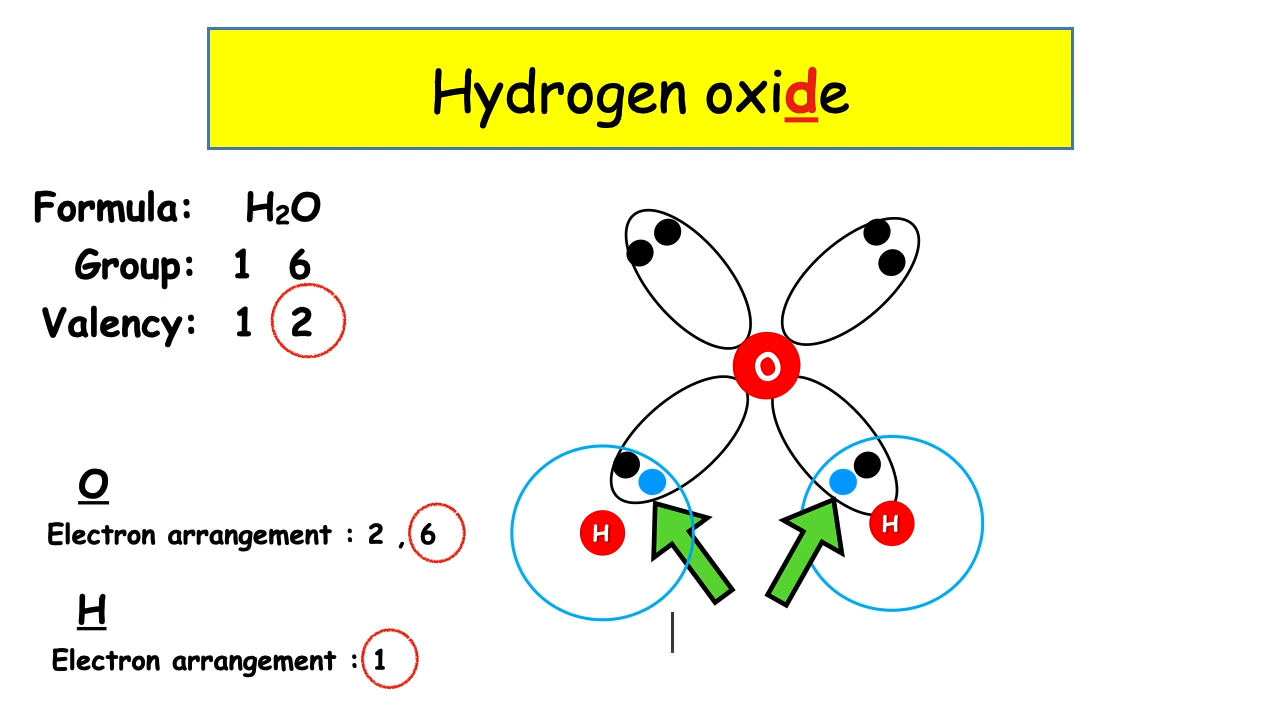 Hydrogen oxide
Formula: H₂O
Group: 1 6
Valency: 1 2
O
O
Electron arrangement : 2 , 6
H
H
H
Electron arrangement : 1